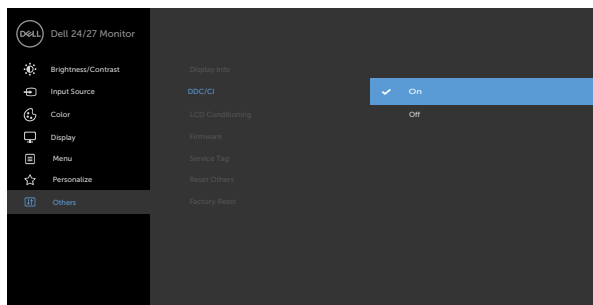 DELL Dell 24/27 Monitor
Brightness/Contrast
Input Source
Color
Display
Menu
Personalize
Others
Display Info
DDC/CI
LCD Conditioning
Firmware
Service Tag
Reset Others
Factory Reset
On
Off